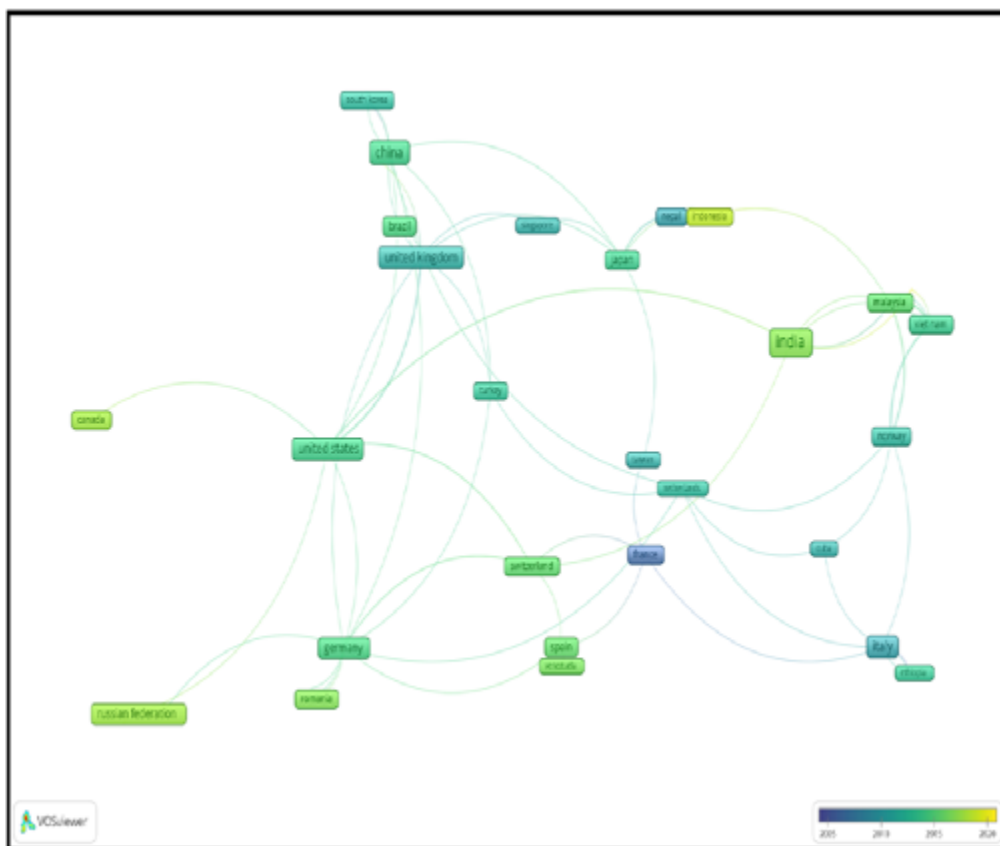 south korea
china
brazil
united kingdom
singapore
nepal
indonesia
japan
malaysia
viet nam
india
turkey
canada
norway
united states
netherlands
france
switzerland
germany
spain
italy
ethiopia
romania
russian federation
VOSviewer
2005
2010
2015
2020